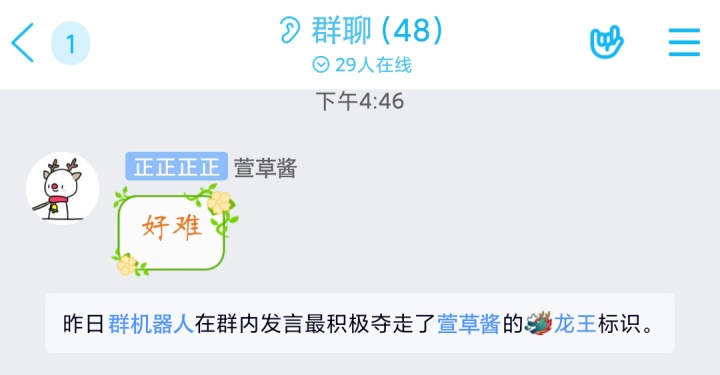 1
群聊(48)
29人在线
下午4:46
正正正正 萱草酱
好难
昨日群机器人在群内发言最积极夺走了萱草酱的龙王标识。